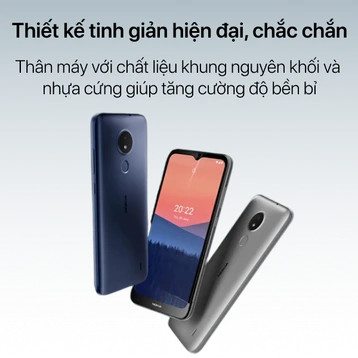 Thiết kế tinh giản hiện đại, chắc chắn
Thân máy với chất liệu khung nguyên khối và
nhựa cứng giúp tăng cường độ bền bỉ
20:22
NOKIA